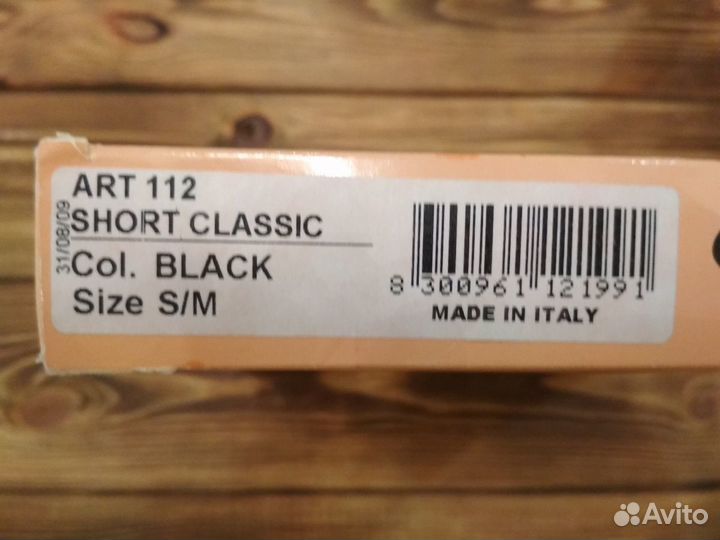 ART 112
SHORT CLASSIC
31/08/09
Col. BLACK
Size S/M
8 300961 121991
MADE IN ITALY
Avito